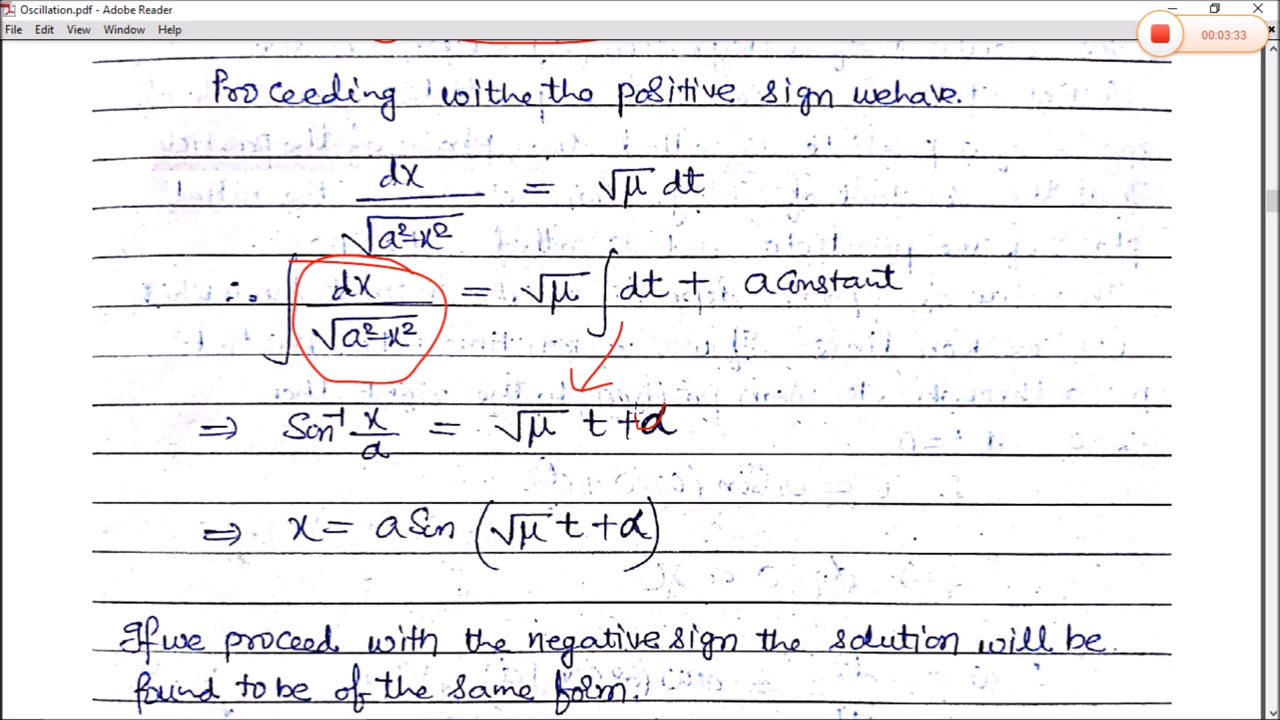 Oscillation.pdf - Adobe Reader
File Edit View Window Help
00:03:33
Proceeding withe the positive sign wehave.
dx / √(a²-x²) = √μ dt
∴ ∫ dx / √(a²-x²) = √μ ∫ dt + a constant
⇒ Sin⁻¹ x/a = √μ t + α
⇒ x = a Sin (√μ t + α)
If we proceed with the negative sign the solution will be
found to be of the same form.